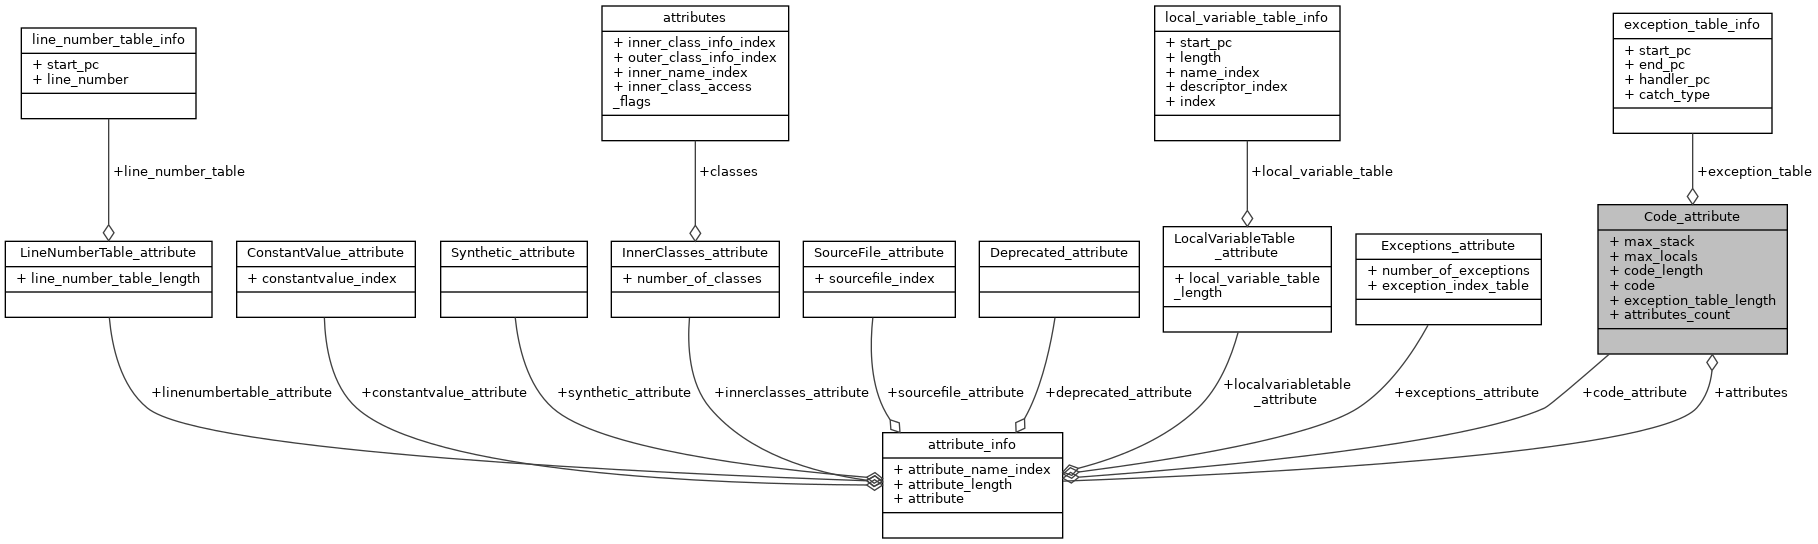 line_number_table_info
+ start_pc
+ line_number
attributes
+ inner_class_info_index
+ outer_class_info_index
+ inner_name_index
+ inner_class_access
_flags
local_variable_table_info
+ start_pc
+ length
+ name_index
+ descriptor_index
+ index
exception_table_info
+ start_pc
+ end_pc
+ handler_pc
+ catch_type
+line_number_table
+classes
+local_variable_table
+exception_table
LineNumberTable_attribute
+ line_number_table_length
ConstantValue_attribute
+ constantvalue_index
Synthetic_attribute
InnerClasses_attribute
+ number_of_classes
SourceFile_attribute
+ sourcefile_index
Deprecated_attribute
LocalVariableTable
_attribute
+ local_variable_table
_length
Exceptions_attribute
+ number_of_exceptions
+ exception_index_table
Code_attribute
+ max_stack
+ max_locals
+ code_length
+ code
+ exception_table_length
+ attributes_count
+linenumbertable_attribute
+constantvalue_attribute
+synthetic_attribute
+innerclasses_attribute
+sourcefile_attribute
+deprecated_attribute
+localvariabletable
_attribute
+exceptions_attribute
+code_attribute
+attributes
attribute_info
+ attribute_name_index
+ attribute_length
+ attribute